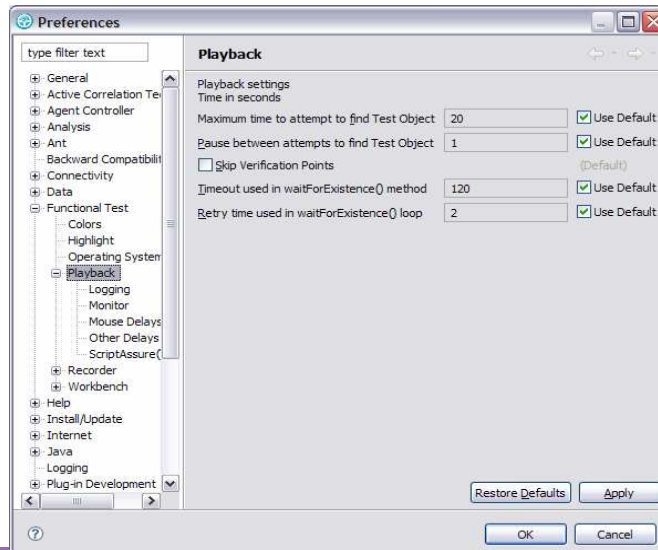 Preferences
type filter text
General
Active Correlation Te
Agent Controller
Analysis
Ant
Backward Compatibilit
Connectivity
Data
Functional Test
Colors
Highlight
Operating System
Playback
Logging
Monitor
Mouse Delays
Other Delays
ScriptAssure(
Recorder
Workbench
Help
Install/Update
Internet
Java
Logging
Plug-in Development
Playback
Playback settings
Time in seconds
Maximum time to attempt to find Test Object 20 Use Default
Pause between attempts to find Test Object 1 Use Default
Skip Verification Points (Default)
Timeout used in waitForExistence() method 120 Use Default
Retry time used in waitForExistence() loop 2 Use Default
Restore Defaults Apply
OK Cancel